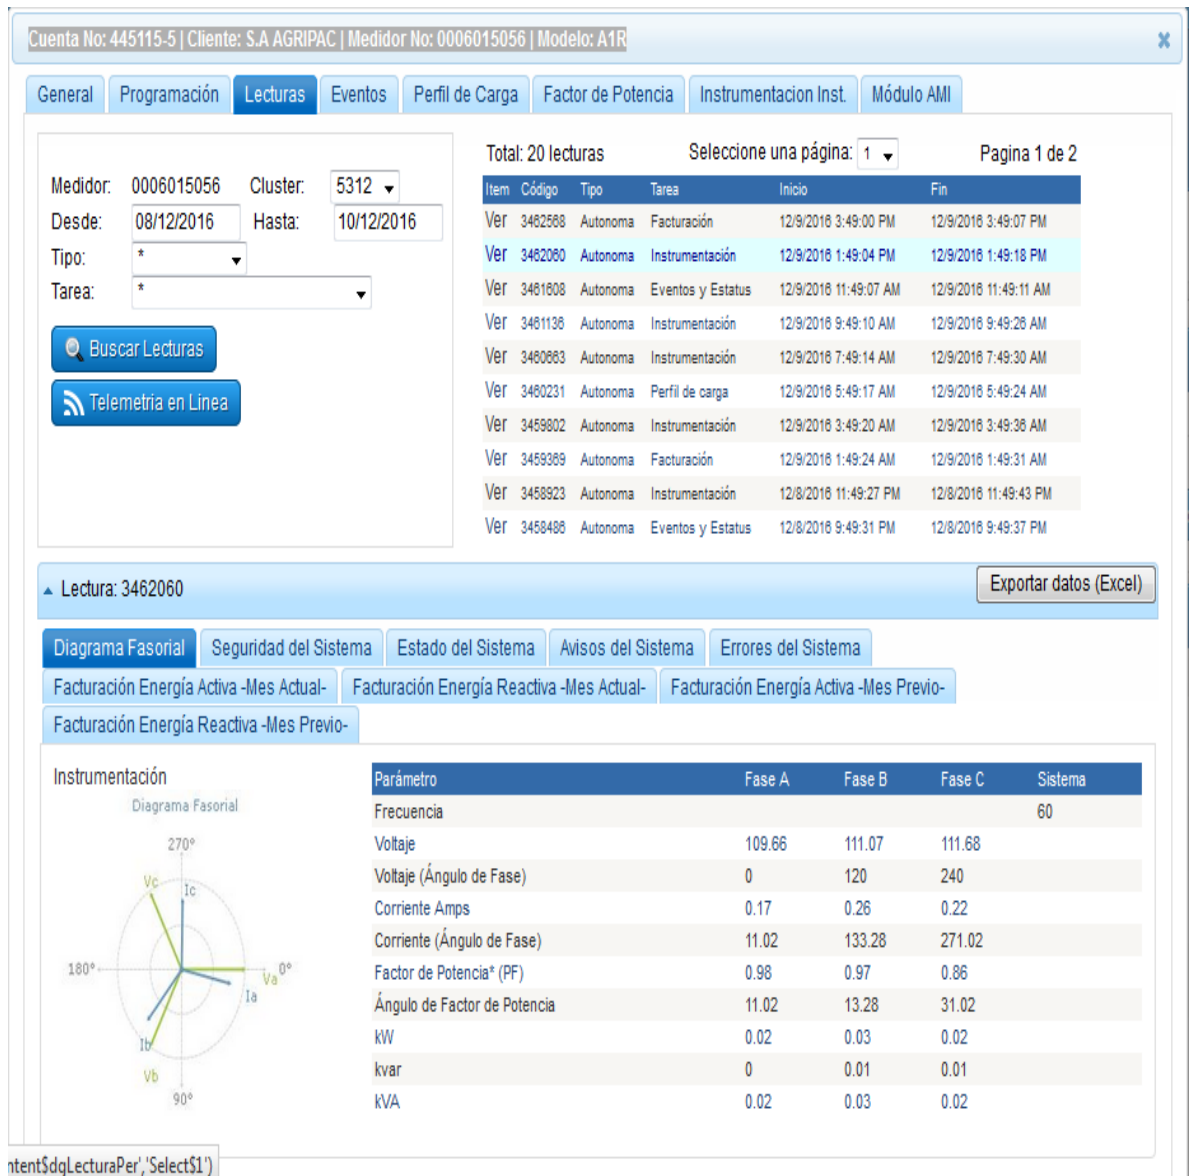 Cuenta No: 445115-5 | Cliente: S.A AGRIPAC | Medidor No: 0006015056 | Modelo: A1R
General Programación Lecturas Eventos Perfil de Carga Factor de Potencia Instrumentacion Inst. Módulo AMI
Medidor: 0006015056 Cluster: 5312
Desde: 08/12/2016 Hasta: 10/12/2016
Tipo: *
Tarea: *
Buscar Lecturas
Telemetria en Linea
Total: 20 lecturas Seleccione una página: 1 Pagina 1 de 2
Item Código Tipo Tarea Inicio Fin
Ver 3462568 Autonoma Facturación 12/9/2016 3:49:00 PM 12/9/2016 3:49:07 PM
Ver 3462060 Autonoma Instrumentación 12/9/2016 1:49:04 PM 12/9/2016 1:49:18 PM
Ver 3461608 Autonoma Eventos y Estatus 12/9/2016 11:49:07 AM 12/9/2016 11:49:11 AM
Ver 3461136 Autonoma Instrumentación 12/9/2016 9:49:10 AM 12/9/2016 9:49:26 AM
Ver 3460663 Autonoma Instrumentación 12/9/2016 7:49:14 AM 12/9/2016 7:49:30 AM
Ver 3460231 Autonoma Perfil de carga 12/9/2016 5:49:17 AM 12/9/2016 5:49:24 AM
Ver 3459802 Autonoma Instrumentación 12/9/2016 3:49:20 AM 12/9/2016 3:49:36 AM
Ver 3459369 Autonoma Facturación 12/9/2016 1:49:24 AM 12/9/2016 1:49:31 AM
Ver 3458923 Autonoma Instrumentación 12/8/2016 11:49:27 PM 12/8/2016 11:49:43 PM
Ver 3458486 Autonoma Eventos y Estatus 12/8/2016 9:49:31 PM 12/8/2016 9:49:37 PM
Lectura: 3462060 Exportar datos (Excel)
Diagrama Fasorial Seguridad del Sistema Estado del Sistema Avisos del Sistema Errores del Sistema
Facturación Energía Activa -Mes Actual- Facturación Energía Reactiva -Mes Actual- Facturación Energía Activa -Mes Previo-
Facturación Energía Reactiva -Mes Previo-
Instrumentación
Diagrama Fasorial
270°
Vc
Ic
180°
0°
Va
Ia
Ib
Vb
90°
Parámetro Fase A Fase B Fase C Sistema
Frecuencia 60
Voltaje 109.66 111.07 111.68
Voltaje (Ángulo de Fase) 0 120 240
Corriente Amps 0.17 0.26 0.22
Corriente (Ángulo de Fase) 11.02 133.28 271.02
Factor de Potencia* (PF) 0.98 0.97 0.86
Ángulo de Factor de Potencia 11.02 13.28 31.02
kW 0.02 0.03 0.02
kvar 0 0.01 0.01
kVA 0.02 0.03 0.02
ntent$dgLecturaPer','Select$1')